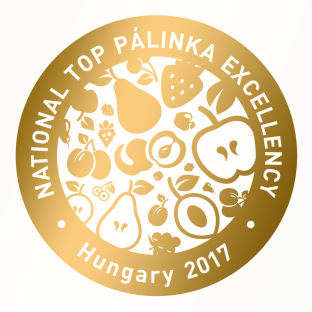 NATIONAL TOP PÁLINKA EXCELLENCY
Hungary 2017